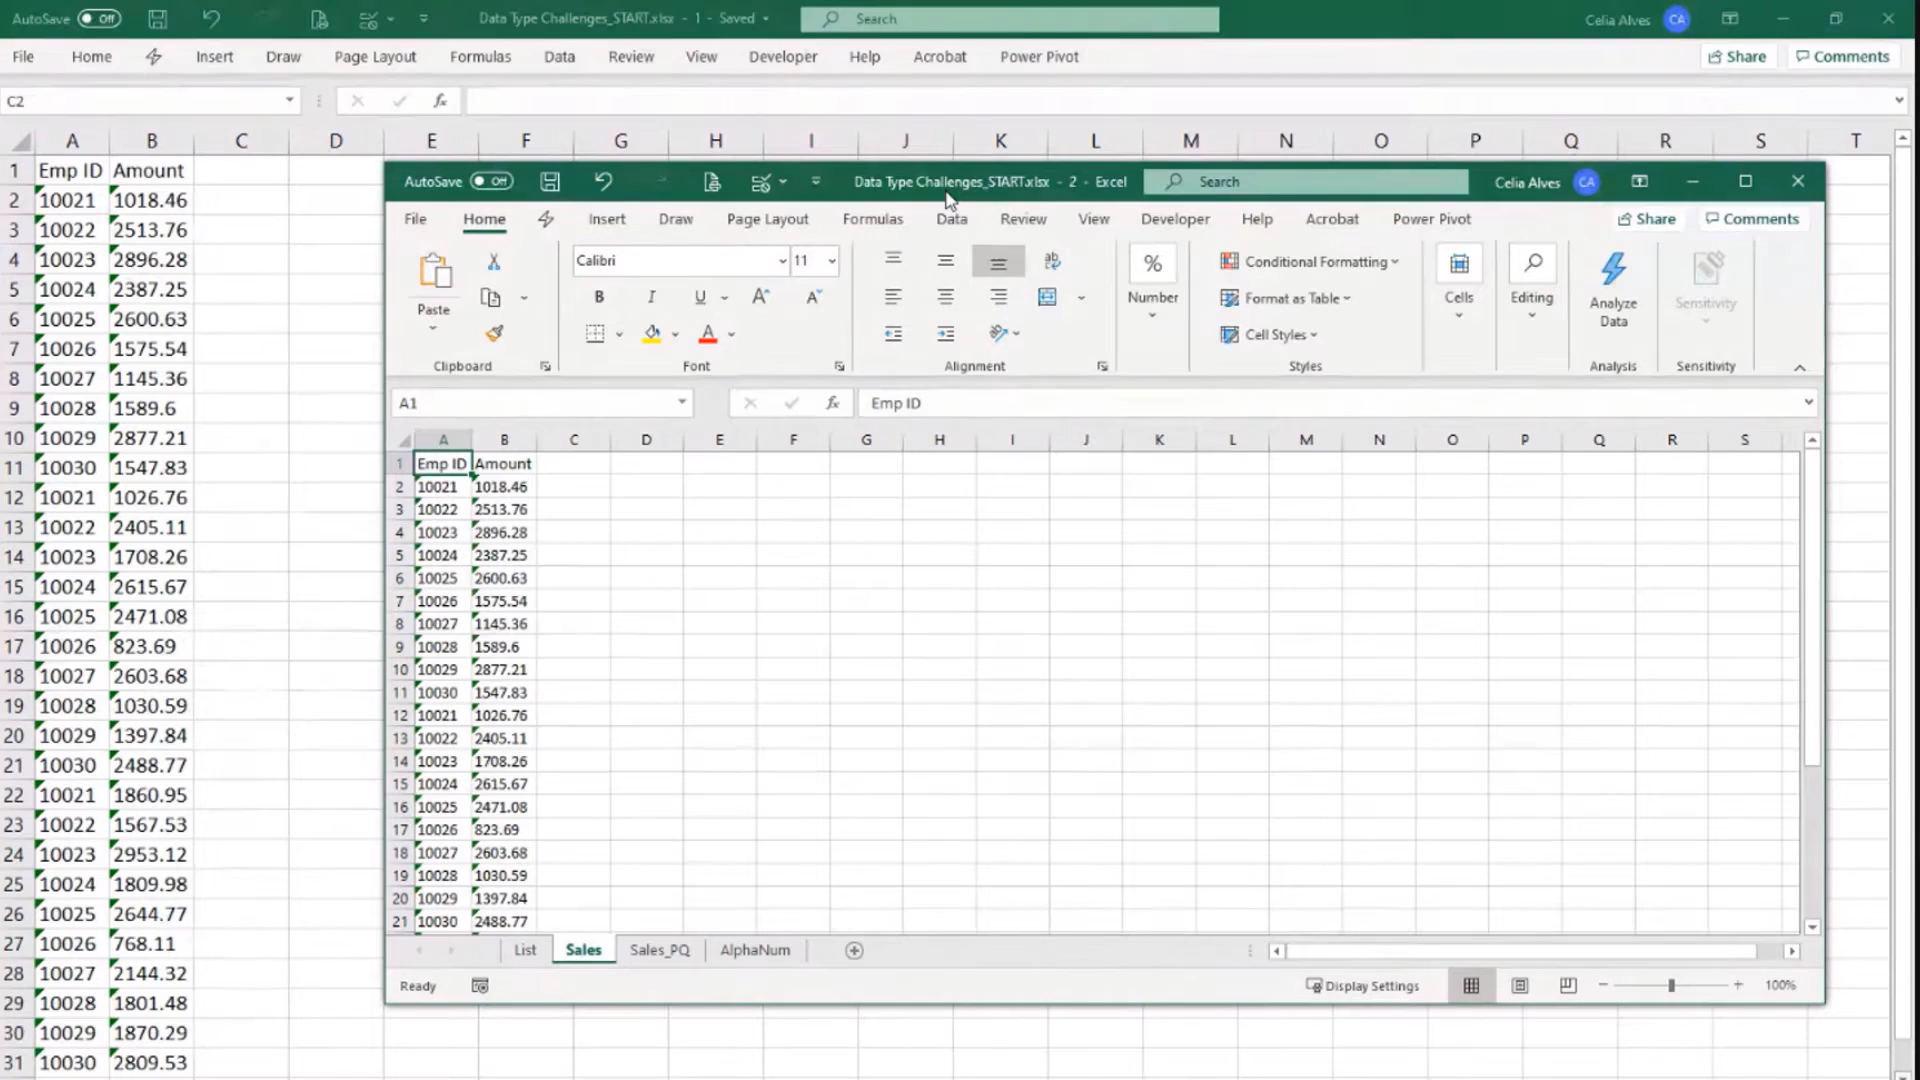 AutoSave Off Data Type Challenges_START.xlsx - 1 - Saved Search Celia Alves CA
File Home Insert Draw Page Layout Formulas Data Review View Developer Help Acrobat Power Pivot Share Comments
C2 fx
A B C D E F G H I J K L M N O P Q R S T
1 Emp ID Amount
2 10021 1018.46
3 10022 2513.76
4 10023 2896.28
5 10024 2387.25
6 10025 2600.63
7 10026 1575.54
8 10027 1145.36
9 10028 1589.6
10 10029 2877.21
11 10030 1547.83
12 10021 1026.76
13 10022 2405.11
14 10023 1708.26
15 10024 2615.67
16 10025 2471.08
17 10026 823.69
18 10027 2603.68
19 10028 1030.59
20 10029 1397.84
21 10030 2488.77
22 10021 1860.95
23 10022 1567.53
24 10023 2953.12
25 10024 1809.98
26 10025 2644.77
27 10026 768.11
28 10027 2144.32
29 10028 1801.48
30 10029 1870.29
31 10030 2809.53
AutoSave Off Data Type Challenges_START.xlsx - 2 - Excel Search Celia Alves CA
File Home Insert Draw Page Layout Formulas Data Review View Developer Help Acrobat Power Pivot Share Comments
Paste
Clipboard
Calibri 11
B I U A A
A
Font
ab
Alignment
% Number
Conditional Formatting
Format as Table
Cell Styles
Styles
Cells
Editing
Analyze Data
Analysis
Sensitivity
Sensitivity
A1 fx Emp ID
A B C D E F G H I J K L M N O P Q R S
1 Emp ID Amount
2 10021 1018.46
3 10022 2513.76
4 10023 2896.28
5 10024 2387.25
6 10025 2600.63
7 10026 1575.54
8 10027 1145.36
9 10028 1589.6
10 10029 2877.21
11 10030 1547.83
12 10021 1026.76
13 10022 2405.11
14 10023 1708.26
15 10024 2615.67
16 10025 2471.08
17 10026 823.69
18 10027 2603.68
19 10028 1030.59
20 10029 1397.84
21 10030 2488.77
List Sales Sales_PQ AlphaNum
Ready Display Settings 100%